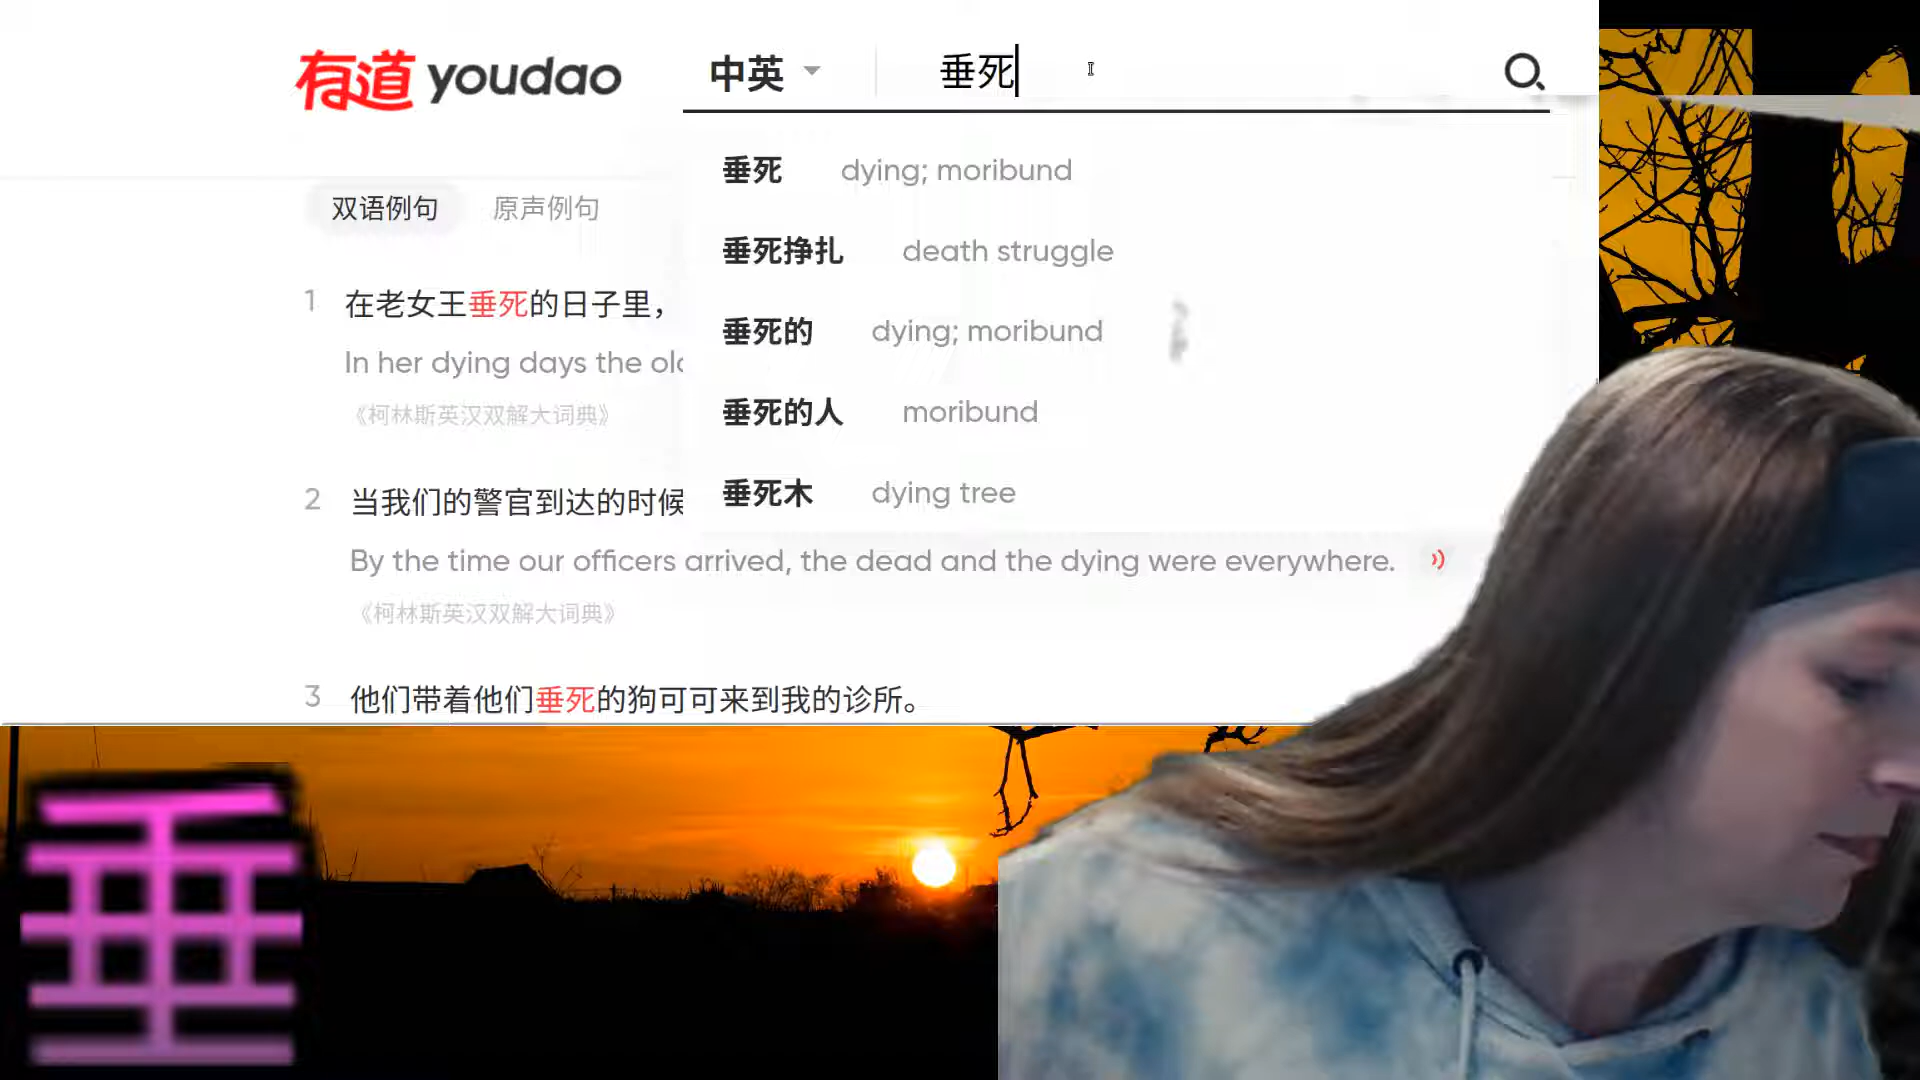 有道 youdao
中英
垂死
垂死 dying; moribund
双语例句 原声例句
垂死挣扎 death struggle
1 在老女王垂死的日子里，
垂死的 dying; moribund
In her dying days the old
《柯林斯英汉双解大词典》
垂死的人 moribund
2 当我们的警官到达的时候
垂死木 dying tree
By the time our officers arrived, the dead and the dying were everywhere.
《柯林斯英汉双解大词典》
3 他们带着他们垂死的狗可可来到我的诊所。
垂